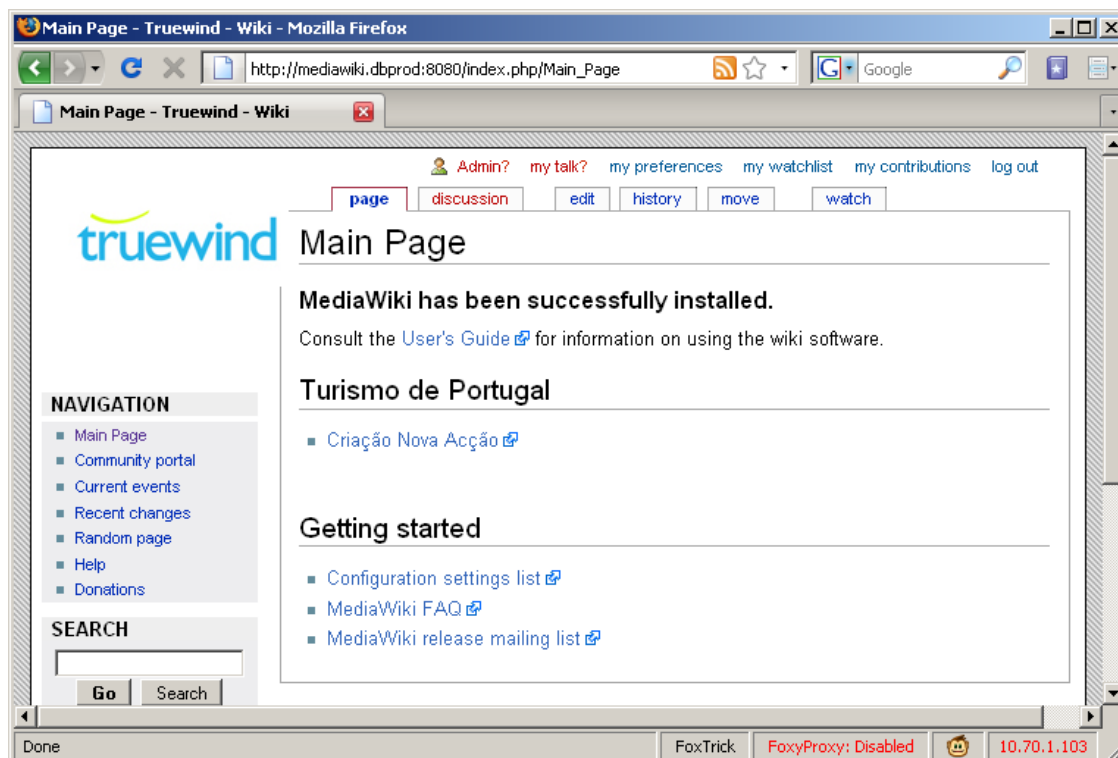 Main Page - Truewind - Wiki - Mozilla Firefox
http://mediawiki.dbprod:8080/index.php/Main_Page
G Google
Main Page - Truewind - Wiki
Admin? my talk? my preferences my watchlist my contributions log out
page discussion edit history move watch
truewind
Main Page
MediaWiki has been successfully installed.
Consult the User's Guide for information on using the wiki software.
Turismo de Portugal
Criação Nova Acção
Getting started
Configuration settings list
MediaWiki FAQ
MediaWiki release mailing list
NAVIGATION
Main Page
Community portal
Current events
Recent changes
Random page
Help
Donations
SEARCH
Go Search
Done FoxTrick FoxyProxy: Disabled 10.70.1.103